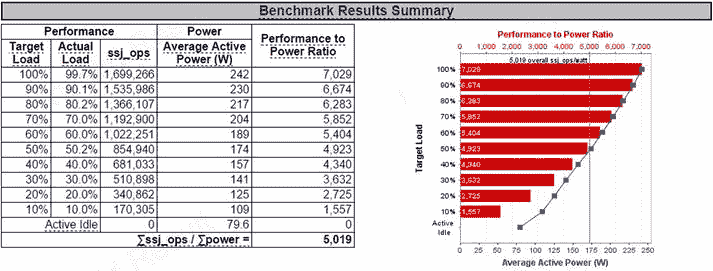 Benchmark Results Summary
Performance Power Performance to Power Ratio
Target Load Actual Load ssj_ops Average Active Power (W)
100% 99.7% 1,699,266 242 7,029
90% 90.1% 1,535,986 230 6,674
80% 80.2% 1,366,107 217 6,283
70% 70.0% 1,192,900 204 5,852
60% 60.0% 1,022,251 189 5,404
50% 50.2% 854,940 174 4,923
40% 40.0% 681,033 157 4,340
30% 30.0% 510,898 141 3,632
20% 20.0% 340,862 125 2,725
10% 10.0% 170,305 109 1,557
Active Idle 0 79.6 0
∑ssj_ops / ∑power = 5,019
Performance to Power Ratio
0 1,000 2,000 3,000 4,000 5,000 6,000 7,000
5,019 overall ssj_ops/watt
100% 7,029
90% 6,674
80% 6,283
70% 5,852
60% 5,404
50% 4,923
40% 4,340
30% 3,632
20% 2,725
10% 1,557
Active Idle
Target Load
0 25 50 75 100 125 150 175 200 225 250
Average Active Power (W)